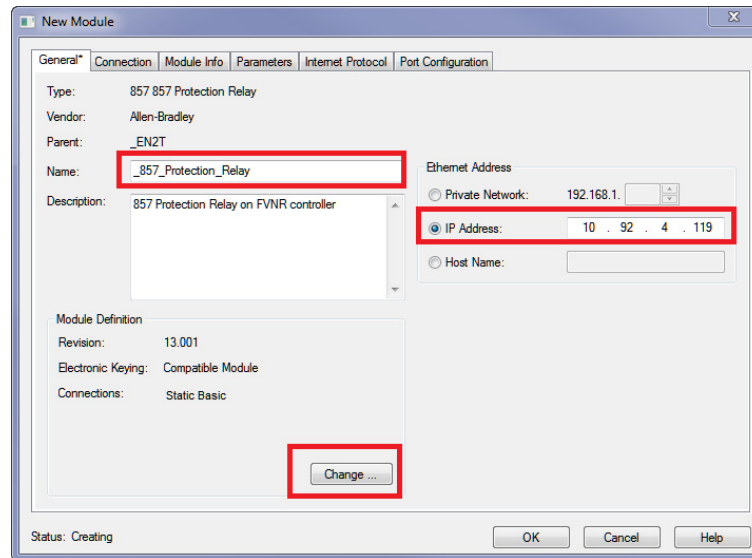 New Module
General* Connection Module Info Parameters Internet Protocol Port Configuration
Type: 857 857 Protection Relay
Vendor: Allen-Bradley
Parent: _EN2T
Name: _857_Protection_Relay
Description: 857 Protection Relay on FVNR controller
Ethernet Address
Private Network: 192.168.1.
IP Address: 10 . 92 . 4 . 119
Host Name:
Module Definition
Revision: 13.001
Electronic Keying: Compatible Module
Connections: Static Basic
Change ...
Status: Creating
OK Cancel Help